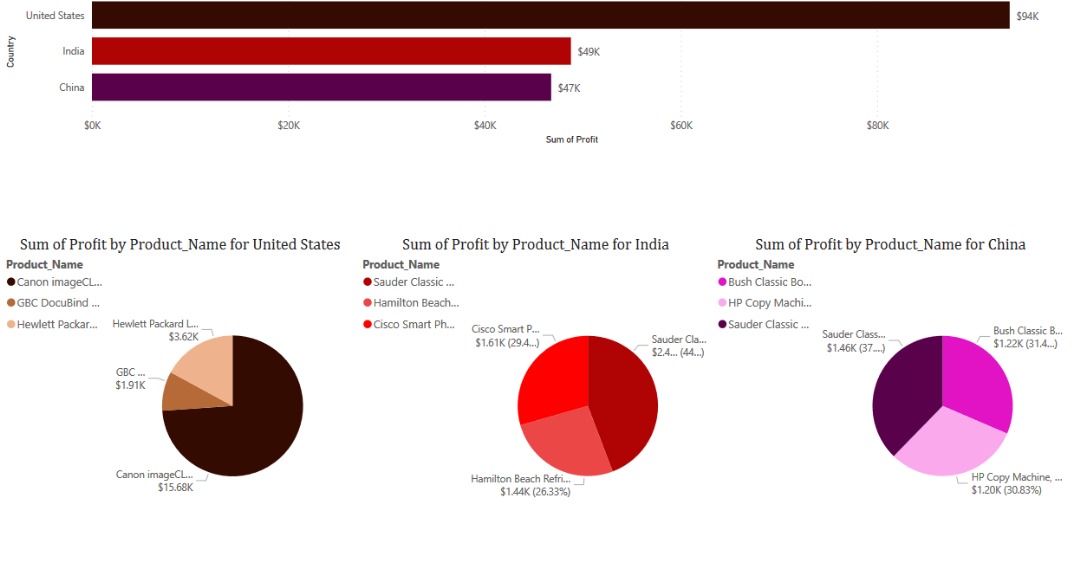 Country
United States
$94K
India
$49K
China
$47K
$0K
$20K
$40K
$60K
$80K
Sum of Profit
Sum of Profit by Product_Name for United States
Product_Name
Canon imageCL...
GBC DocuBind ...
Hewlett Packar...
Hewlett Packard L...
$3.62K
GBC ...
$1.91K
Canon imageCL...
$15.68K
Sum of Profit by Product_Name for India
Product_Name
Sauder Classic ...
Hamilton Beach...
Cisco Smart Ph...
Cisco Smart P...
$1.61K (29.4...)
Sauder Cla...
$2.4... (44...)
Hamilton Beach Refri...
$1.44K (26.33%)
Sum of Profit by Product_Name for China
Product_Name
Bush Classic Bo...
HP Copy Machi...
Sauder Classic ...
Sauder Class...
$1.46K (37....)
Bush Classic B...
$1.22K (31.4...)
HP Copy Machine, ...
$1.20K (30.83%)